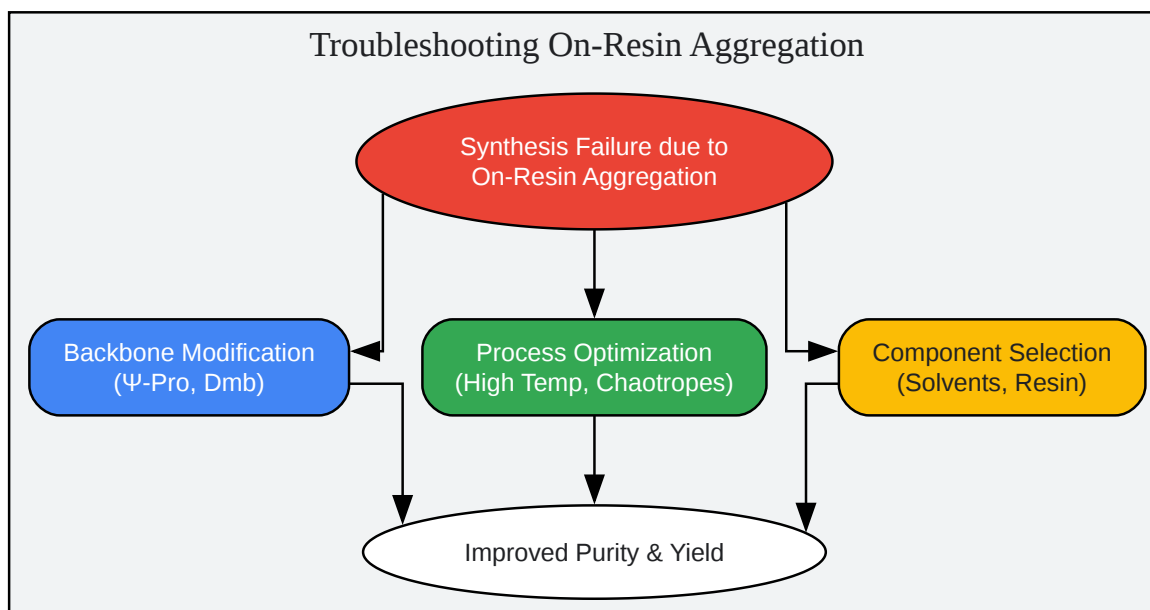 Troubleshooting On-Resin Aggregation
Synthesis Failure due to
On-Resin Aggregation
Backbone Modification
(Ψ-Pro, Dmb)
Process Optimization
(High Temp, Chaotropes)
Component Selection
(Solvents, Resin)
Improved Purity & Yield